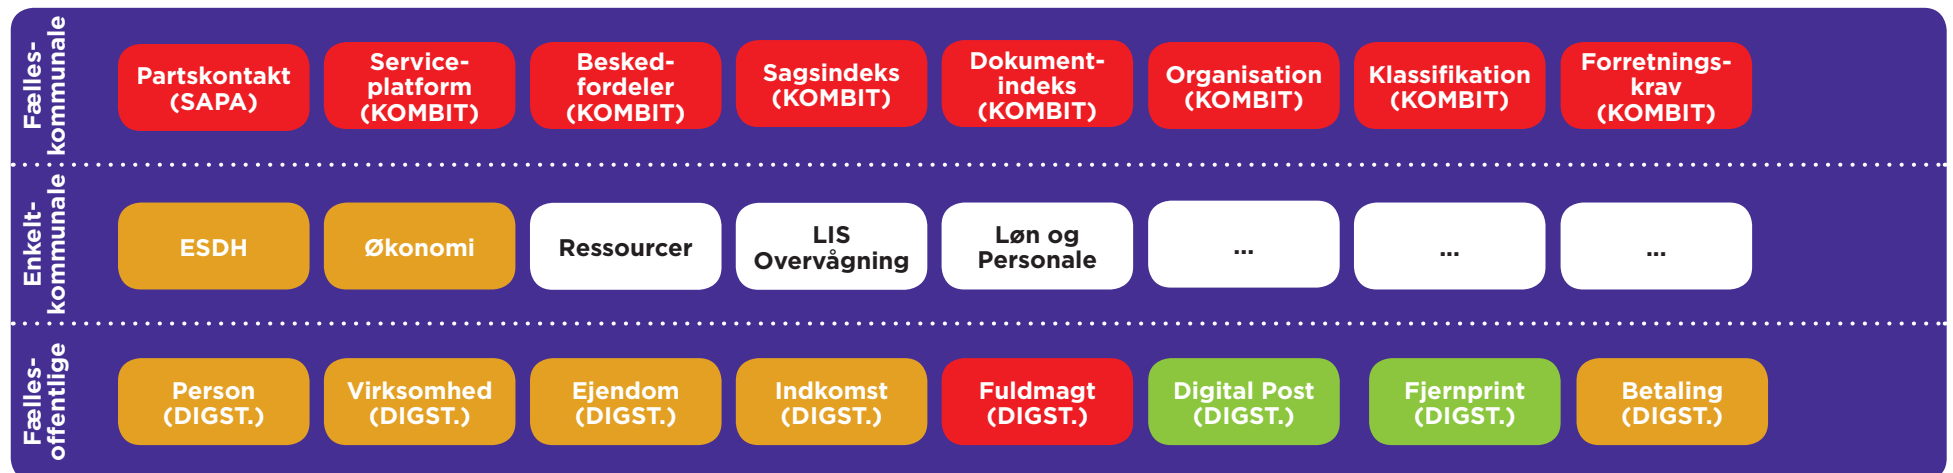 Fælles-
kommunale
Partskontakt
(SAPA)
Service-
platform
(KOMBIT)
Besked-
fordeler
(KOMBIT)
Sagsindeks
(KOMBIT)
Dokument-
indeks
(KOMBIT)
Organisation
(KOMBIT)
Klassifikation
(KOMBIT)
Forretnings-
krav
(KOMBIT)
Enkelt-
kommunale
ESDH
Økonomi
Ressourcer
LIS
Overvågning
Løn og
Personale
...
...
...
Fælles-
offentlige
Person
(DIGST.)
Virksomhed
(DIGST.)
Ejendom
(DIGST.)
Indkomst
(DIGST.)
Fuldmagt
(DIGST.)
Digital Post
(DIGST.)
Fjernprint
(DIGST.)
Betaling
(DIGST.)